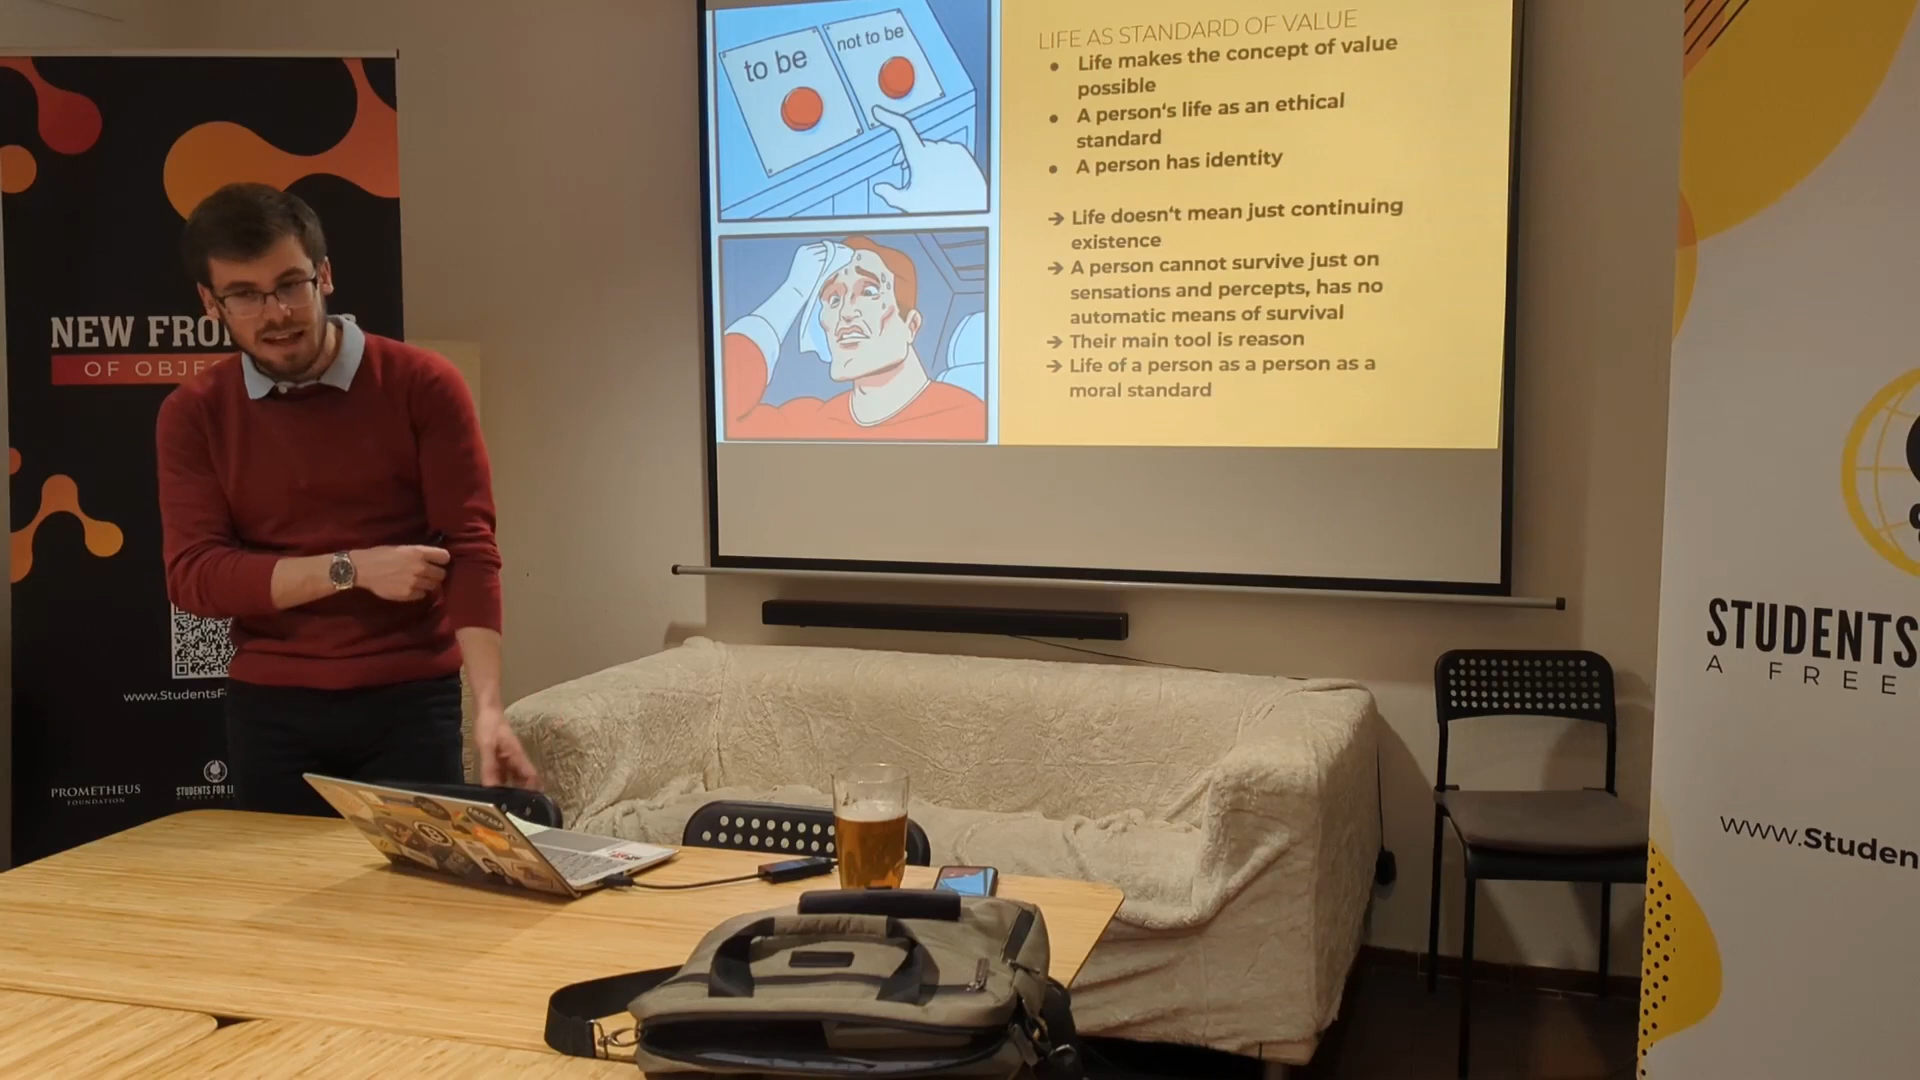 to be
not to be
LIFE AS STANDARD OF VALUE
● Life makes the concept of value
possible
● A person's life as an ethical
standard
● A person has identity
→ Life doesn't mean just continuing
existence
→ A person cannot survive just on
sensations and percepts, has no
automatic means of survival
→ Their main tool is reason
→ Life of a person as a person as a
moral standard
NEW FRO
OF OBJE
www.StudentsF
PROMETHEUS
FOUNDATION
STUDENTS FOR LI
STUDENTS
A FREE
www.Studen